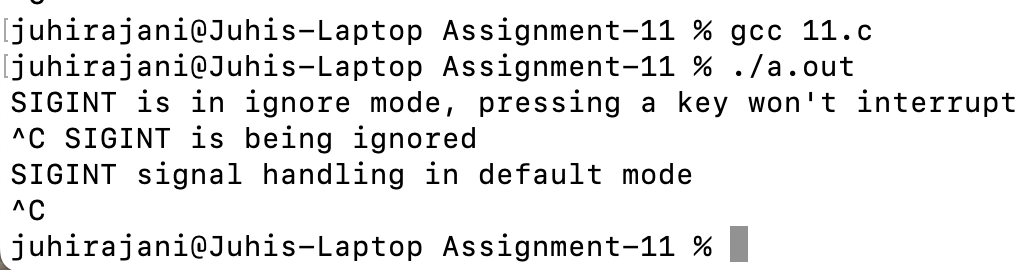 [juhirajani@Juhis-Laptop Assignment-11 % gcc 11.c
[juhirajani@Juhis-Laptop Assignment-11 % ./a.out
SIGINT is in ignore mode, pressing a key won't interrupt
^C SIGINT is being ignored
SIGINT signal handling in default mode
^C
juhirajani@Juhis-Laptop Assignment-11 %